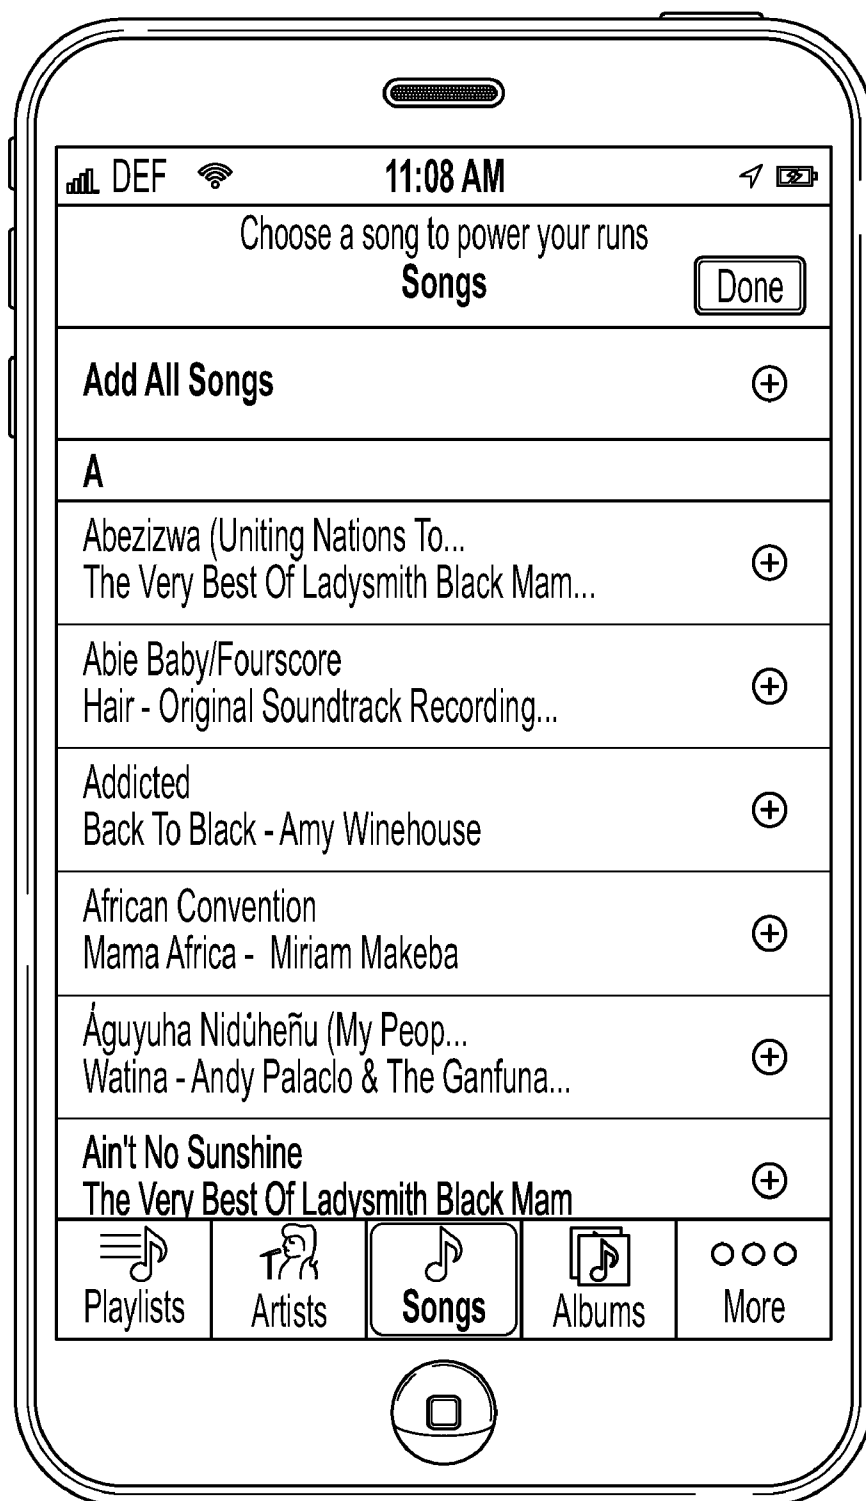 DEF 11:08 AM
Choose a song to power your runs
Songs
Done
Add All Songs
A
Abezizwa (Uniting Nations To...
The Very Best Of Ladysmith Black Mam...
Abie Baby/Fourscore
Hair - Original Soundtrack Recording...
Addicted
Back To Black - Amy Winehouse
African Convention
Mama Africa - Miriam Makeba
Águyuha Nidúheñu (My Peop...
Watina - Andy Palaclo & The Ganfuna...
Ain't No Sunshine
The Very Best Of Ladysmith Black Mam
Playlists Artists Songs Albums More